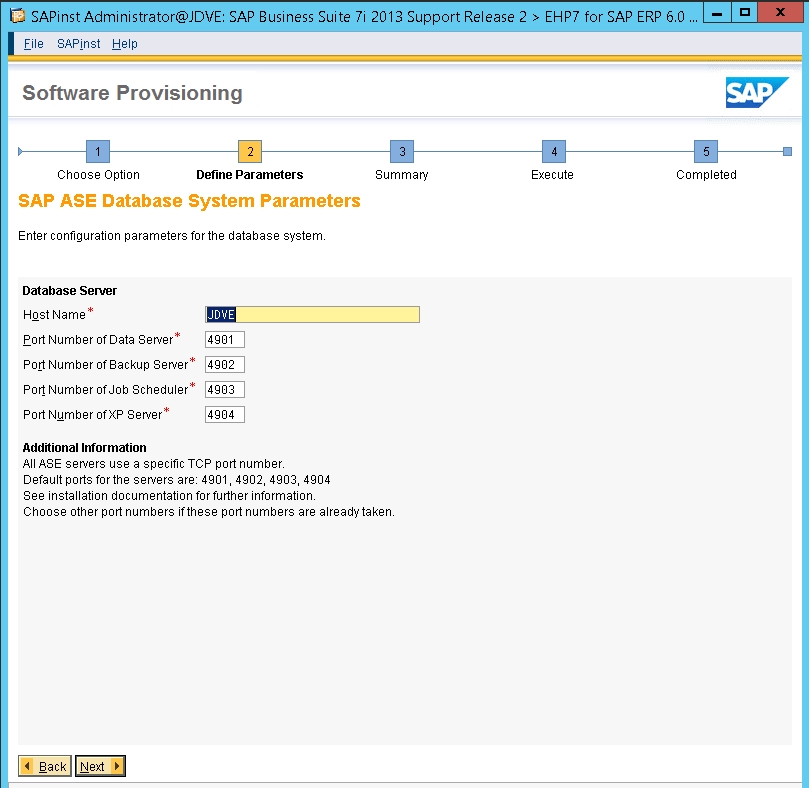 SAPinst Administrator@JDVE: SAP Business Suite 7i 2013 Support Release 2 > EHP7 for SAP ERP 6.0 ...
File SAPinst Help
Software Provisioning
SAP
1 2 3 4 5
Choose Option Define Parameters Summary Execute Completed
SAP ASE Database System Parameters
Enter configuration parameters for the database system.
Database Server
Host Name* JDVE
Port Number of Data Server* 4901
Port Number of Backup Server* 4902
Port Number of Job Scheduler* 4903
Port Number of XP Server* 4904
Additional Information
All ASE servers use a specific TCP port number.
Default ports for the servers are: 4901, 4902, 4903, 4904
See installation documentation for further information.
Choose other port numbers if these port numbers are already taken.
Back Next